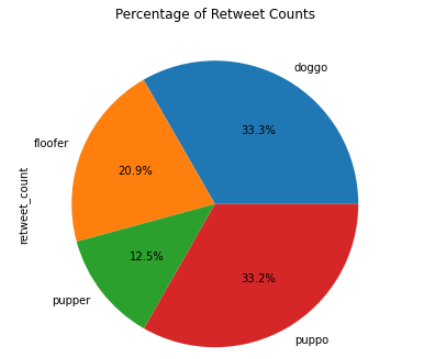 Percentage of Retweet Counts
doggo
33.3%
floofer
20.9%
retweet_count
12.5%
pupper
33.2%
puppo